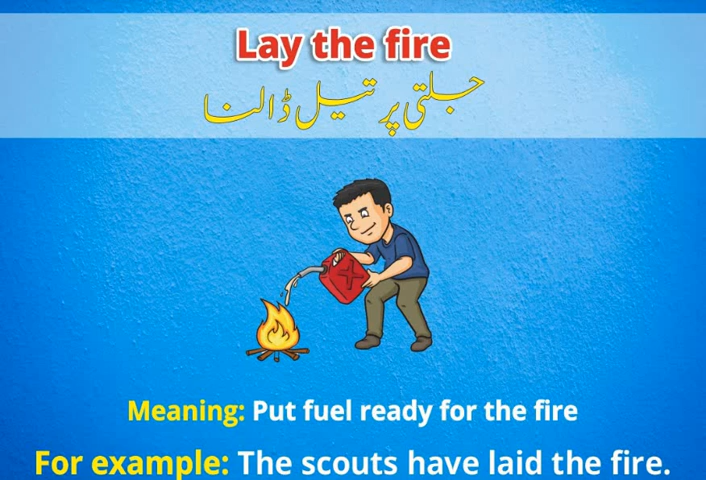 Lay the fire
جلتی پر تیل ڈالنا
Meaning: Put fuel ready for the fire
For example: The scouts have laid the fire.